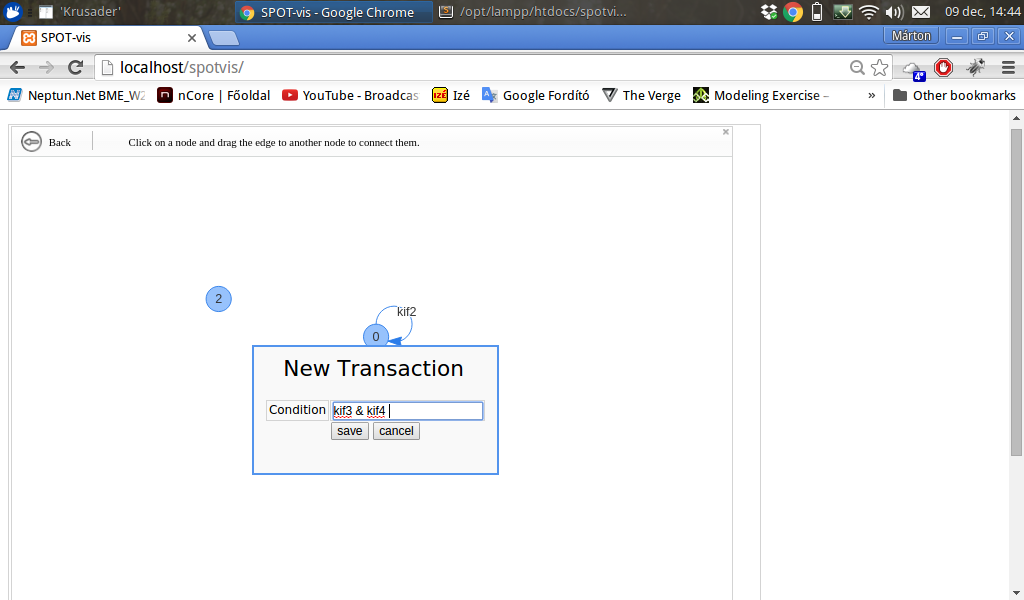 'Krusader'
SPOT-vis - Google Chrome
/opt/lampp/htdocs/spotvi...
09 dec, 14:44
SPOT-vis
Márton
localhost/spotvis/
4*
Neptun.Net BME_W2
nCore | Főoldal
YouTube - Broadcas
IZÉ
Izé
Google Fordító
The Verge
Modeling Exercise –
»
Other bookmarks
Back
Click on a node and drag the edge to another node to connect them.
2
kif2
0
New Transaction
Condition
kif3 & kif4
save
cancel